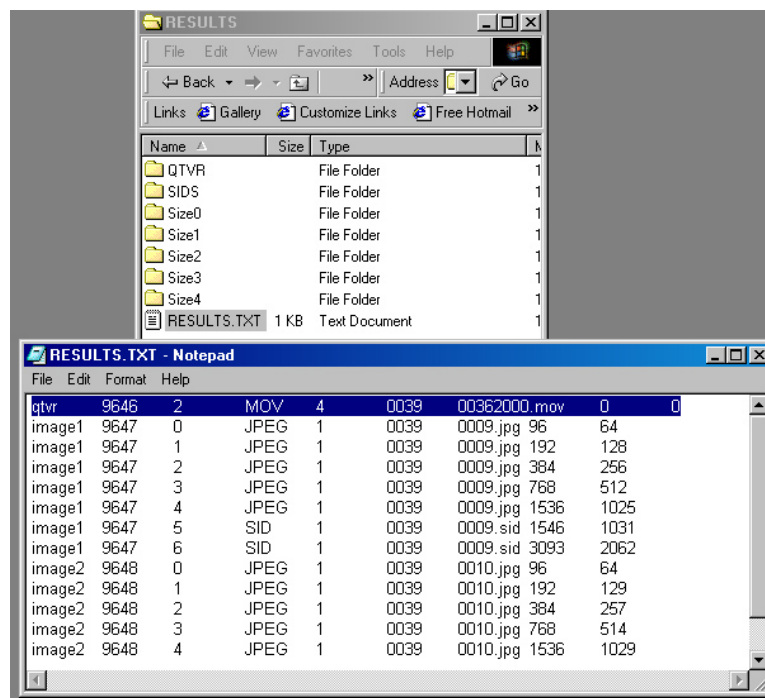 RESULTS
File Edit View Favorites Tools Help
Back » Address Go
Links Gallery Customize Links Free Hotmail »
Name Size Type
QTVR File Folder 1
SIDS File Folder 1
Size0 File Folder 1
Size1 File Folder 1
Size2 File Folder 1
Size3 File Folder 1
Size4 File Folder 1
RESULTS.TXT 1 KB Text Document 1
RESULTS.TXT - Notepad
File Edit Format Help
qtvr 9646 2 MOV 4 0039 00362000.mov 0 0
image1 9647 0 JPEG 1 0039 0009.jpg 96 64
image1 9647 1 JPEG 1 0039 0009.jpg 192 128
image1 9647 2 JPEG 1 0039 0009.jpg 384 256
image1 9647 3 JPEG 1 0039 0009.jpg 768 512
image1 9647 4 JPEG 1 0039 0009.jpg 1536 1025
image1 9647 5 SID 1 0039 0009.sid 1546 1031
image1 9647 6 SID 1 0039 0009.sid 3093 2062
image2 9648 0 JPEG 1 0039 0010.jpg 96 64
image2 9648 1 JPEG 1 0039 0010.jpg 192 129
image2 9648 2 JPEG 1 0039 0010.jpg 384 257
image2 9648 3 JPEG 1 0039 0010.jpg 768 514
image2 9648 4 JPEG 1 0039 0010.jpg 1536 1029